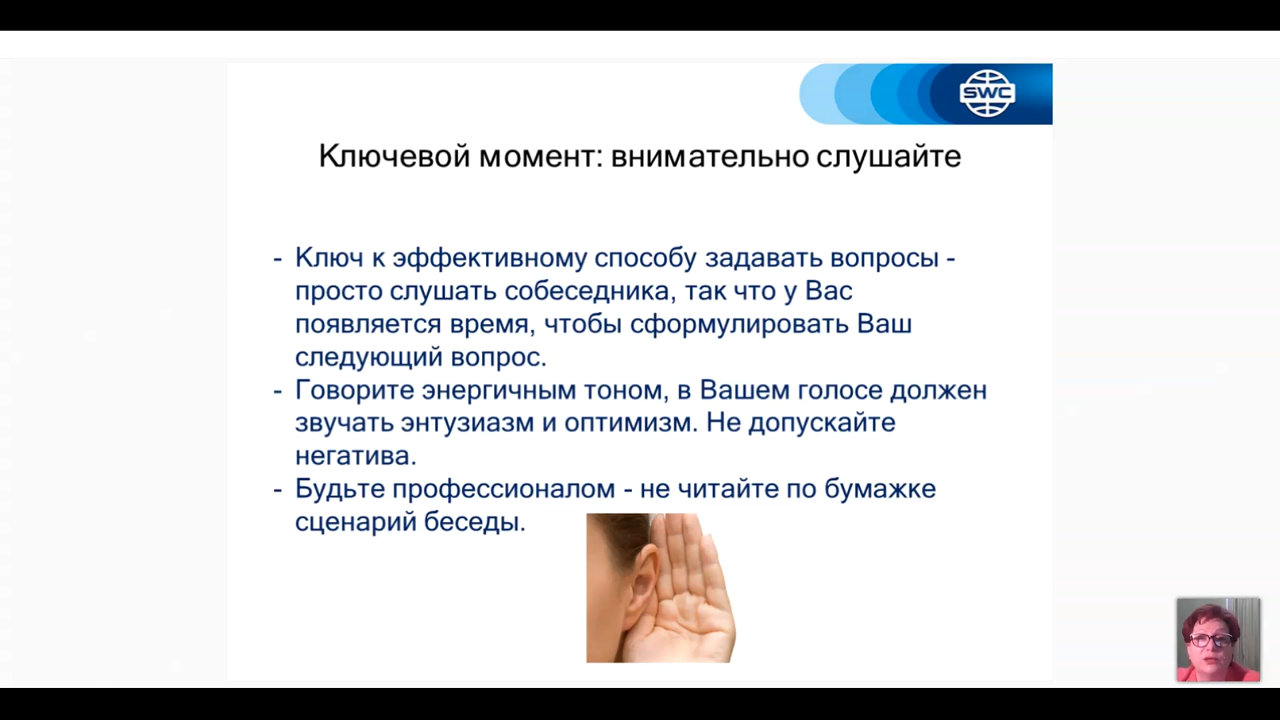 SWC
Ключевой момент: внимательно слушайте
- Ключ к эффективному способу задавать вопросы -
просто слушать собеседника, так что у Вас
появляется время, чтобы сформулировать Ваш
следующий вопрос.
- Говорите энергичным тоном, в Вашем голосе должен
звучать энтузиазм и оптимизм. Не допускайте
негатива.
- Будьте профессионалом - не читайте по бумажке
сценарий беседы.